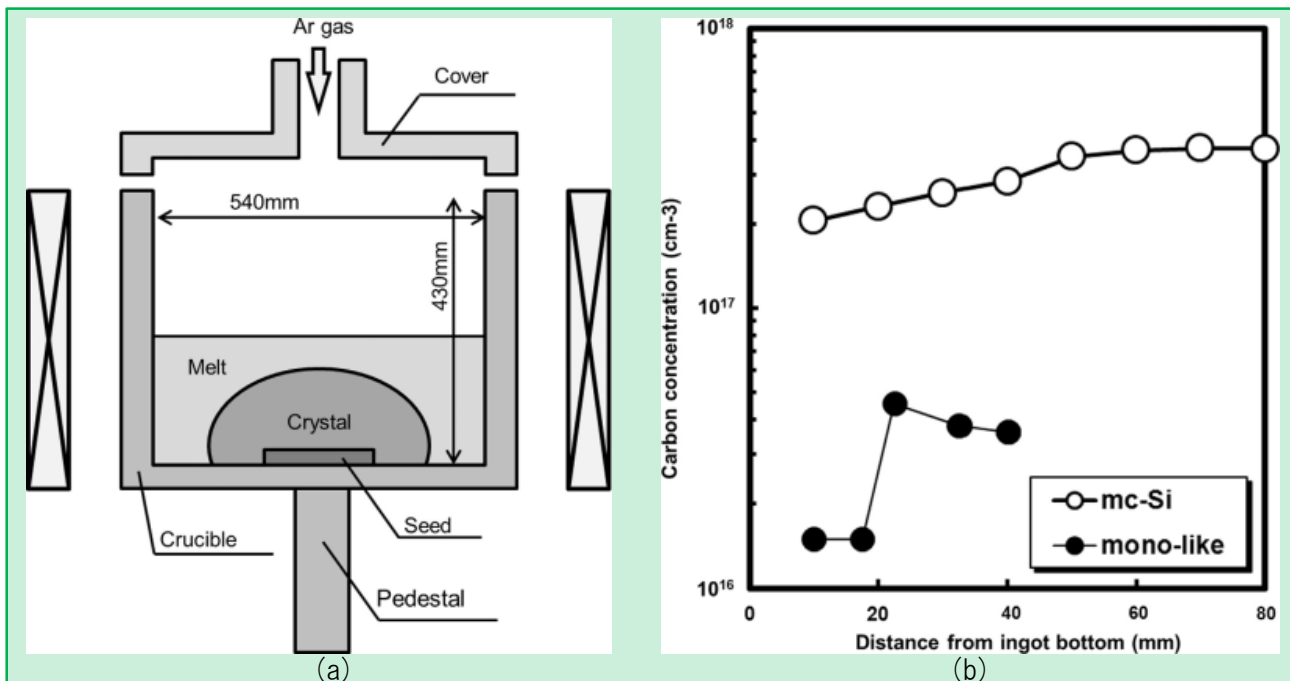 Ar gas
Cover
540mm
430mm
Melt
Crystal
Seed
Crucible
Pedestal
(a)
Carbon concentration (cm-3)
10¹⁸
10¹⁷
10¹⁶
0 20 40 60 80
Distance from ingot bottom (mm)
mc-Si
mono-like
(b)